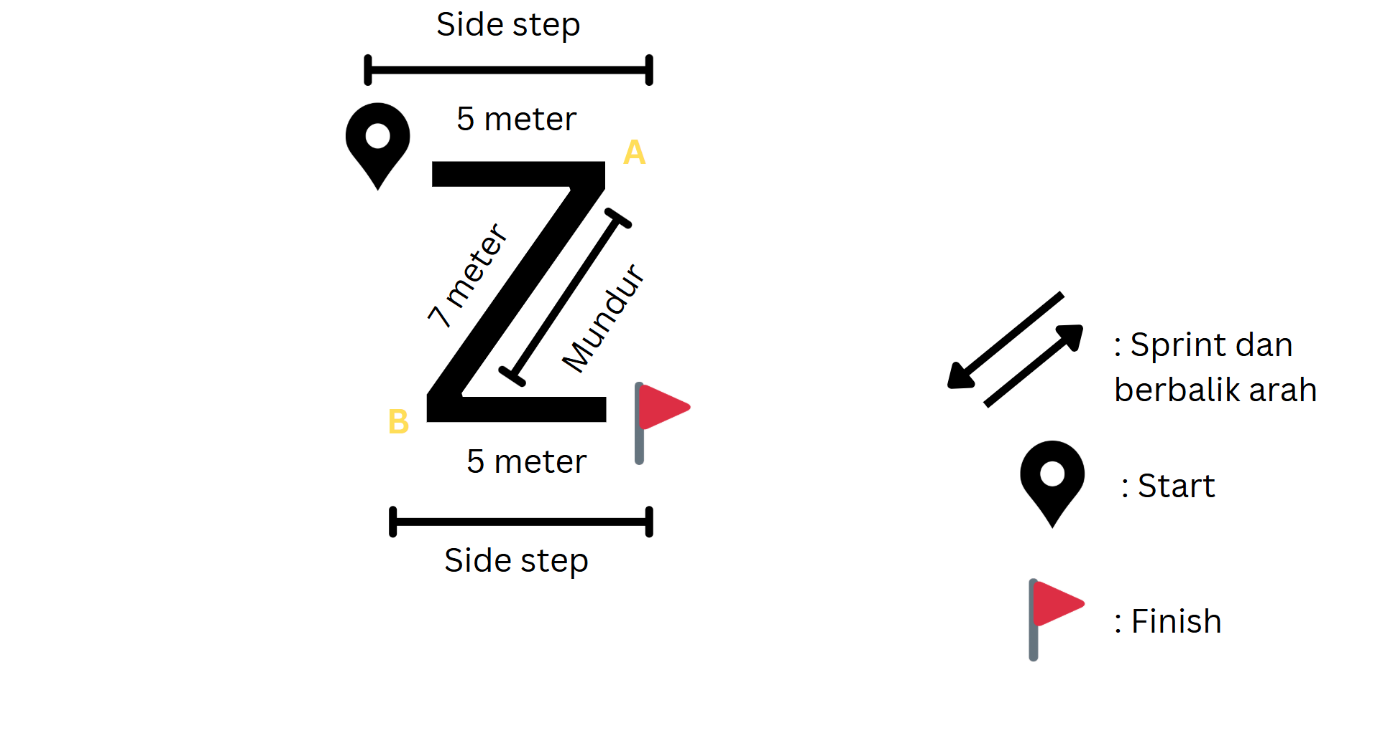 Side step
5 meter
A
7 meter
Mundur
B
5 meter
Side step
: Sprint dan
berbalik arah
: Start
: Finish